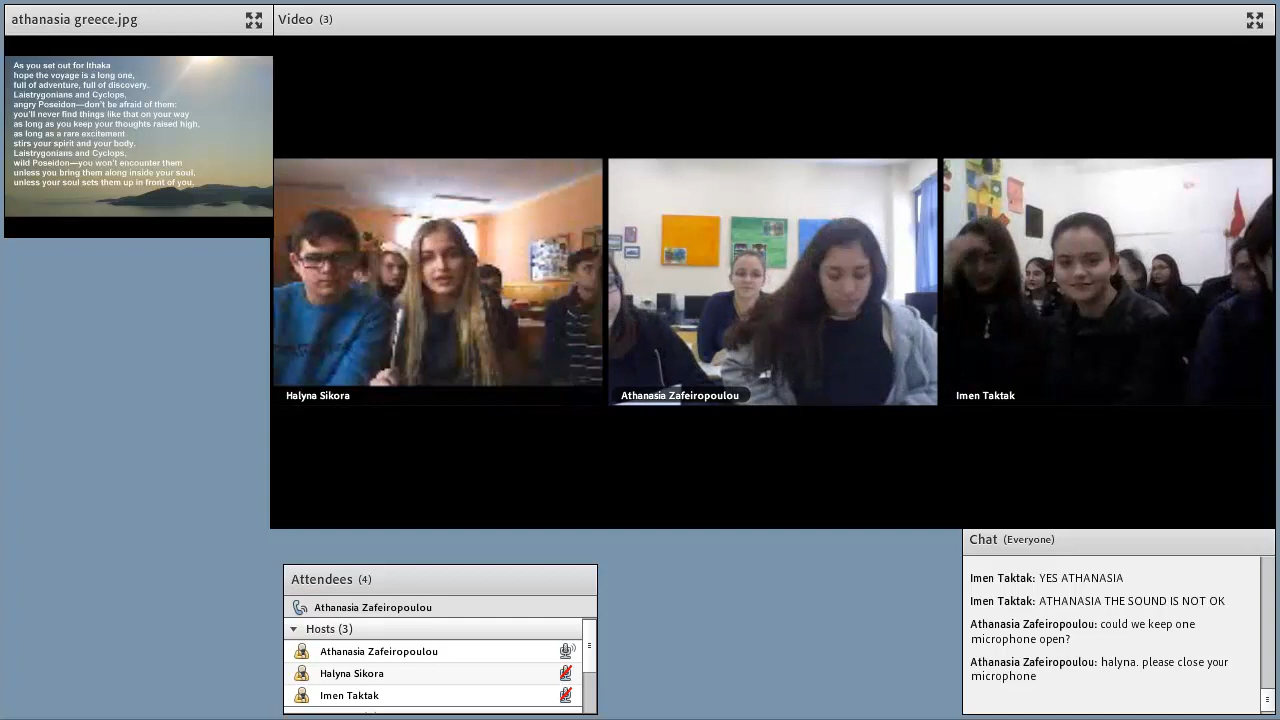 athanasia greece.jpg
Video (3)
As you set out for Ithaka
hope the voyage is a long one,
full of adventure, full of discovery.
Laistrygonians and Cyclops,
angry Poseidon—don't be afraid of them:
you'll never find things like that on your way
as long as you keep your thoughts raised high,
as long as a rare excitement
stirs your spirit and your body.
Laistrygonians and Cyclops,
wild Poseidon—you won't encounter them
unless you bring them along inside your soul,
unless your soul sets them up in front of you.
Halyna Sikora
Athanasia Zafeiropoulou
Imen Taktak
Attendees (4)
Athanasia Zafeiropoulou
Hosts (3)
Athanasia Zafeiropoulou
Halyna Sikora
Imen Taktak
Chat (Everyone)
Imen Taktak: YES ATHANASIA
Imen Taktak: ATHANASIA THE SOUND IS NOT OK
Athanasia Zafeiropoulou: could we keep one
microphone open?
Athanasia Zafeiropoulou: halyna. please close your
microphone